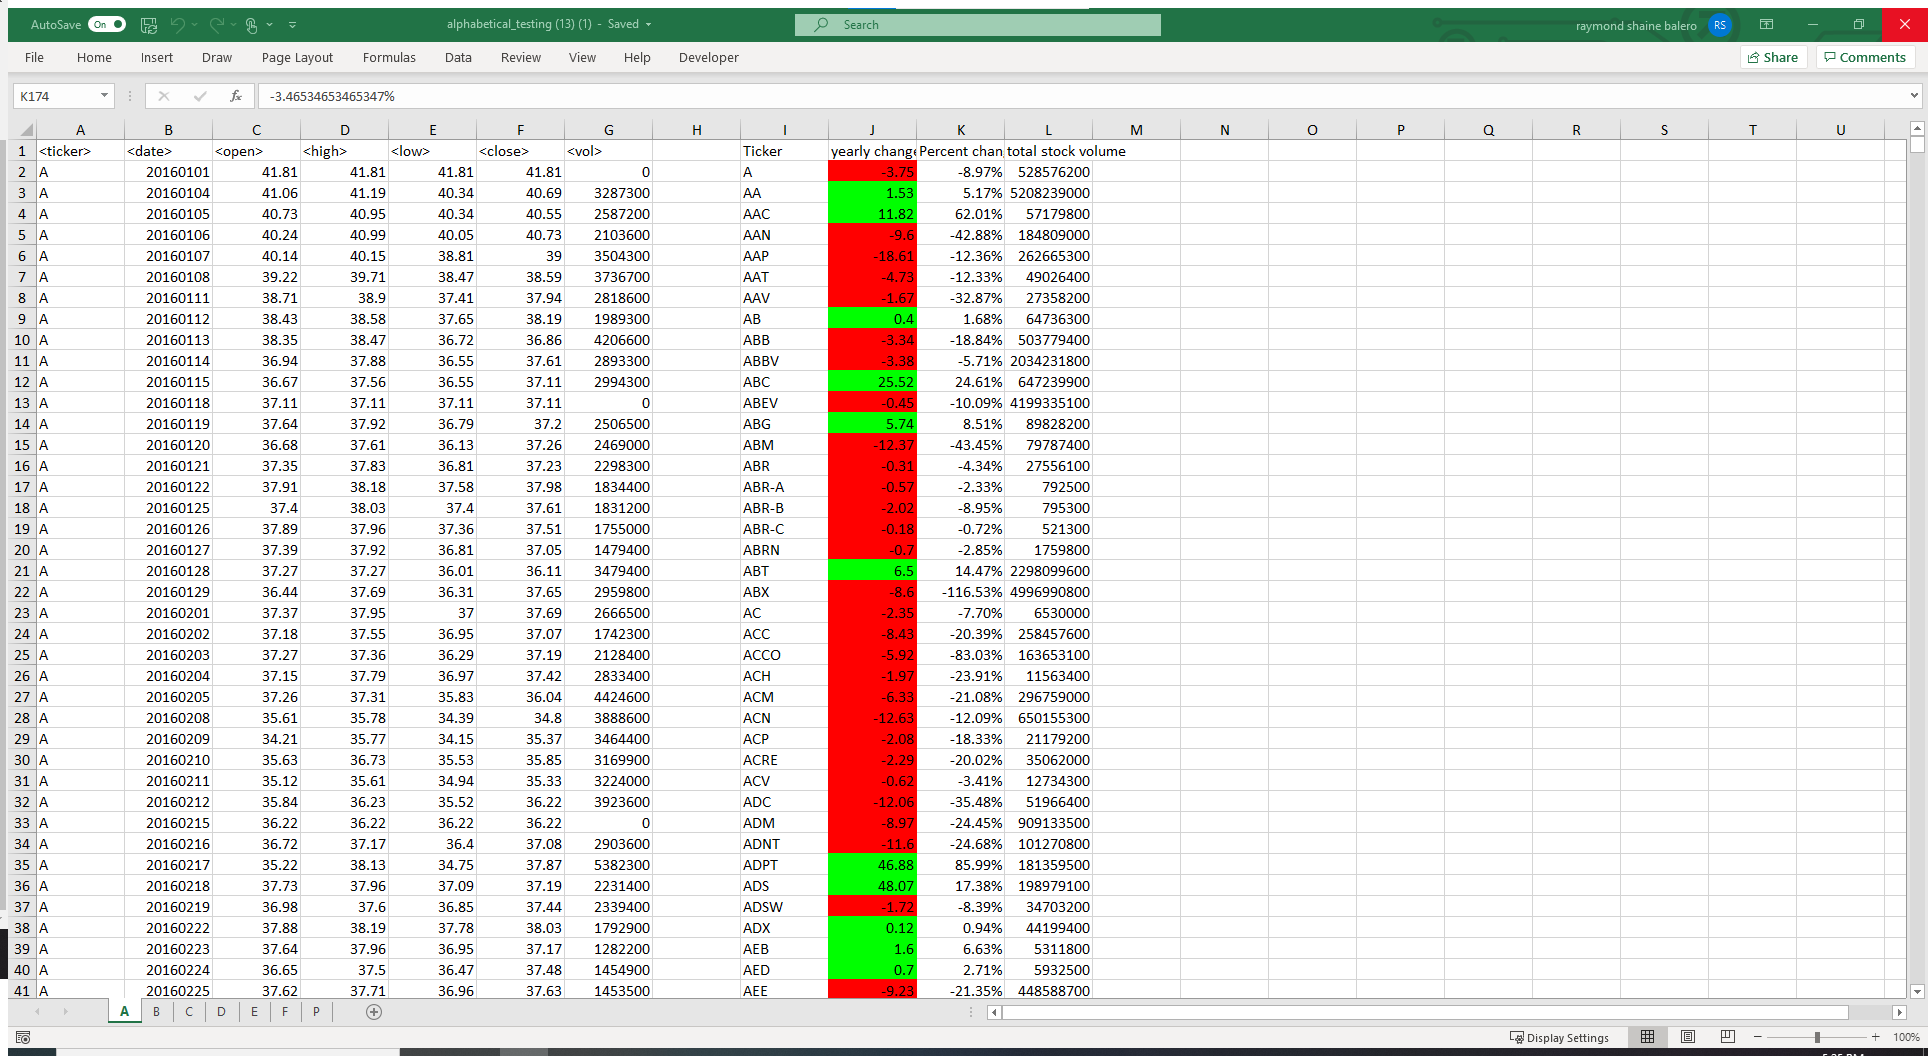 AutoSave On alphabetical_testing (13) (1) - Saved Search raymond shaine balero RS
File Home Insert Draw Page Layout Formulas Data Review View Help Developer Share Comments
K174 fx -3.46534653465347%
A B C D E F G H I J K L M N O P Q R S T U
1 <ticker> <date> <open> <high> <low> <close> <vol> Ticker yearly change Percent chan total stock volume
2 A 20160101 41.81 41.81 41.81 41.81 0 A -3.75 -8.97% 528576200
3 A 20160104 41.06 41.19 40.34 40.69 3287300 AA 1.53 5.17% 5208239000
4 A 20160105 40.73 40.95 40.34 40.55 2587200 AAC 11.82 62.01% 57179800
5 A 20160106 40.24 40.99 40.05 40.73 2103600 AAN -9.6 -42.88% 184809000
6 A 20160107 40.14 40.15 38.81 39 3504300 AAP -18.61 -12.36% 262665300
7 A 20160108 39.22 39.71 38.47 38.59 3736700 AAT -4.73 -12.33% 49026400
8 A 20160111 38.71 38.9 37.41 37.94 2818600 AAV -1.67 -32.87% 27358200
9 A 20160112 38.43 38.58 37.65 38.19 1989300 AB 0.4 1.68% 64736300
10 A 20160113 38.35 38.47 36.72 36.86 4206600 ABB -3.34 -18.84% 503779400
11 A 20160114 36.94 37.88 36.55 37.61 2893300 ABBV -3.38 -5.71% 2034231800
12 A 20160115 36.67 37.56 36.55 37.11 2994300 ABC 25.52 24.61% 647239900
13 A 20160118 37.11 37.11 37.11 37.11 0 ABEV -0.45 -10.09% 4199335100
14 A 20160119 37.64 37.92 36.79 37.2 2506500 ABG 5.74 8.51% 89828200
15 A 20160120 36.68 37.61 36.13 37.26 2469000 ABM -12.37 -43.45% 79787400
16 A 20160121 37.35 37.83 36.81 37.23 2298300 ABR -0.31 -4.34% 27556100
17 A 20160122 37.91 38.18 37.58 37.98 1834400 ABR-A -0.57 -2.33% 792500
18 A 20160125 37.4 38.03 37.4 37.61 1831200 ABR-B -2.02 -8.95% 795300
19 A 20160126 37.89 37.96 37.36 37.51 1755000 ABR-C -0.18 -0.72% 521300
20 A 20160127 37.39 37.92 36.81 37.05 1479400 ABRN -0.7 -2.85% 1759800
21 A 20160128 37.27 37.27 36.01 36.11 3479400 ABT 6.5 14.47% 2298099600
22 A 20160129 36.44 37.69 36.31 37.65 2959800 ABX -8.6 -116.53% 4996990800
23 A 20160201 37.37 37.95 37 37.69 2666500 AC -2.35 -7.70% 6530000
24 A 20160202 37.18 37.55 36.95 37.07 1742300 ACC -8.43 -20.39% 258457600
25 A 20160203 37.27 37.36 36.29 37.19 2128400 ACCO -5.92 -83.03% 163653100
26 A 20160204 37.15 37.79 36.97 37.42 2833400 ACH -1.97 -23.91% 11563400
27 A 20160205 37.26 37.31 35.83 36.04 4424600 ACM -6.33 -21.08% 296759000
28 A 20160208 35.61 35.78 34.39 34.8 3888600 ACN -12.63 -12.09% 650155300
29 A 20160209 34.21 35.77 34.15 35.37 3464400 ACP -2.08 -18.33% 21179200
30 A 20160210 35.63 36.73 35.53 35.85 3169900 ACRE -2.29 -20.02% 35062000
31 A 20160211 35.12 35.61 34.94 35.33 3224000 ACV -0.62 -3.41% 12734300
32 A 20160212 35.84 36.23 35.52 36.22 3923600 ADC -12.06 -35.48% 51966400
33 A 20160215 36.22 36.22 36.22 36.22 0 ADM -8.97 -24.45% 909133500
34 A 20160216 36.72 37.17 36.4 37.08 2903600 ADNT -11.6 -24.68% 101270800
35 A 20160217 35.22 38.13 34.75 37.87 5382300 ADPT 46.88 85.99% 181359500
36 A 20160218 37.73 37.96 37.09 37.19 2231400 ADS 48.07 17.38% 198979100
37 A 20160219 36.98 37.6 36.85 37.44 2339400 ADSW -1.72 -8.39% 34703200
38 A 20160222 37.88 38.19 37.78 38.03 1792900 ADX 0.12 0.94% 44199400
39 A 20160223 37.64 37.96 36.95 37.17 1282200 AEB 1.6 6.63% 5311800
40 A 20160224 36.65 37.5 36.47 37.48 1454900 AED 0.7 2.71% 5932500
41 A 20160225 37.62 37.71 36.96 37.63 1453500 AEE -9.23 -21.35% 448588700
A B C D E F P
Display Settings 100%